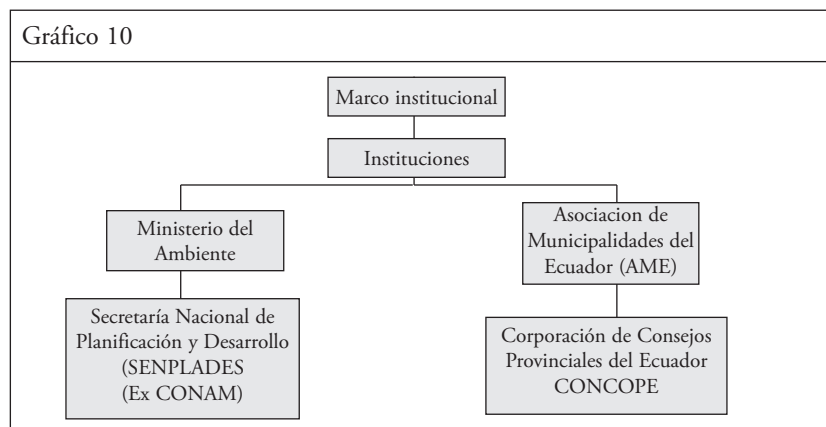 Gráfico 10
Marco institucional
Instituciones
Ministerio del
Ambiente
Secretaría Nacional de
Planificación y Desarrollo
(SENPLADES
(Ex CONAM)
Asociacion de
Municipalidades del
Ecuador (AME)
Corporación de Consejos
Provinciales del Ecuador
CONCOPE